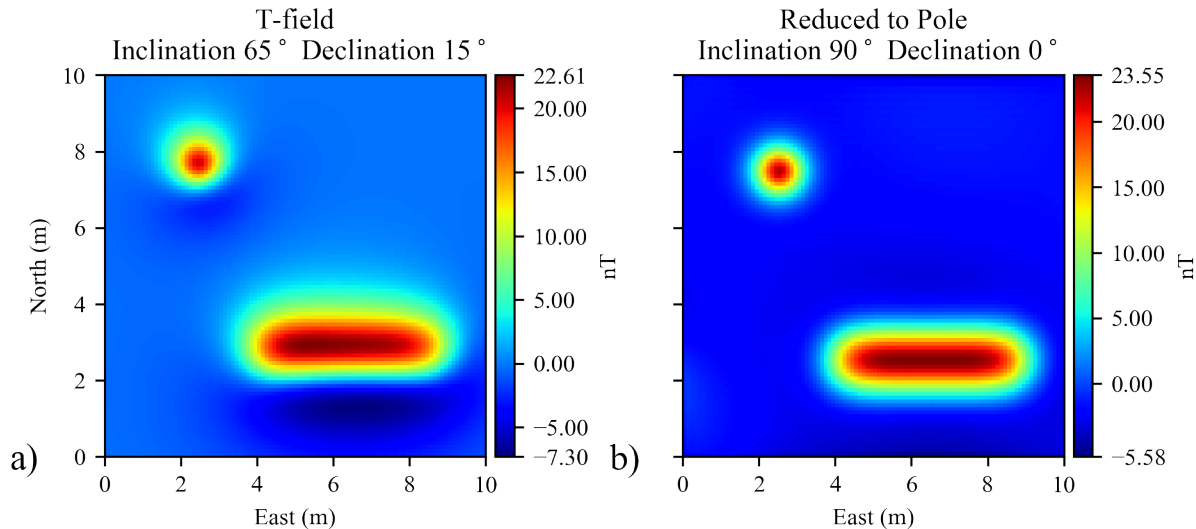 T-field
Inclination 65° Declination 15°
10
8
6
4
2
0
North (m)
0 2 4 6 8 10
East (m)
22.61
20.00
15.00
10.00
5.00
0.00
−5.00
−7.30
nT
a)
Reduced to Pole
Inclination 90° Declination 0°
0 2 4 6 8 10
East (m)
23.55
20.00
15.00
10.00
5.00
0.00
−5.58
nT
b)